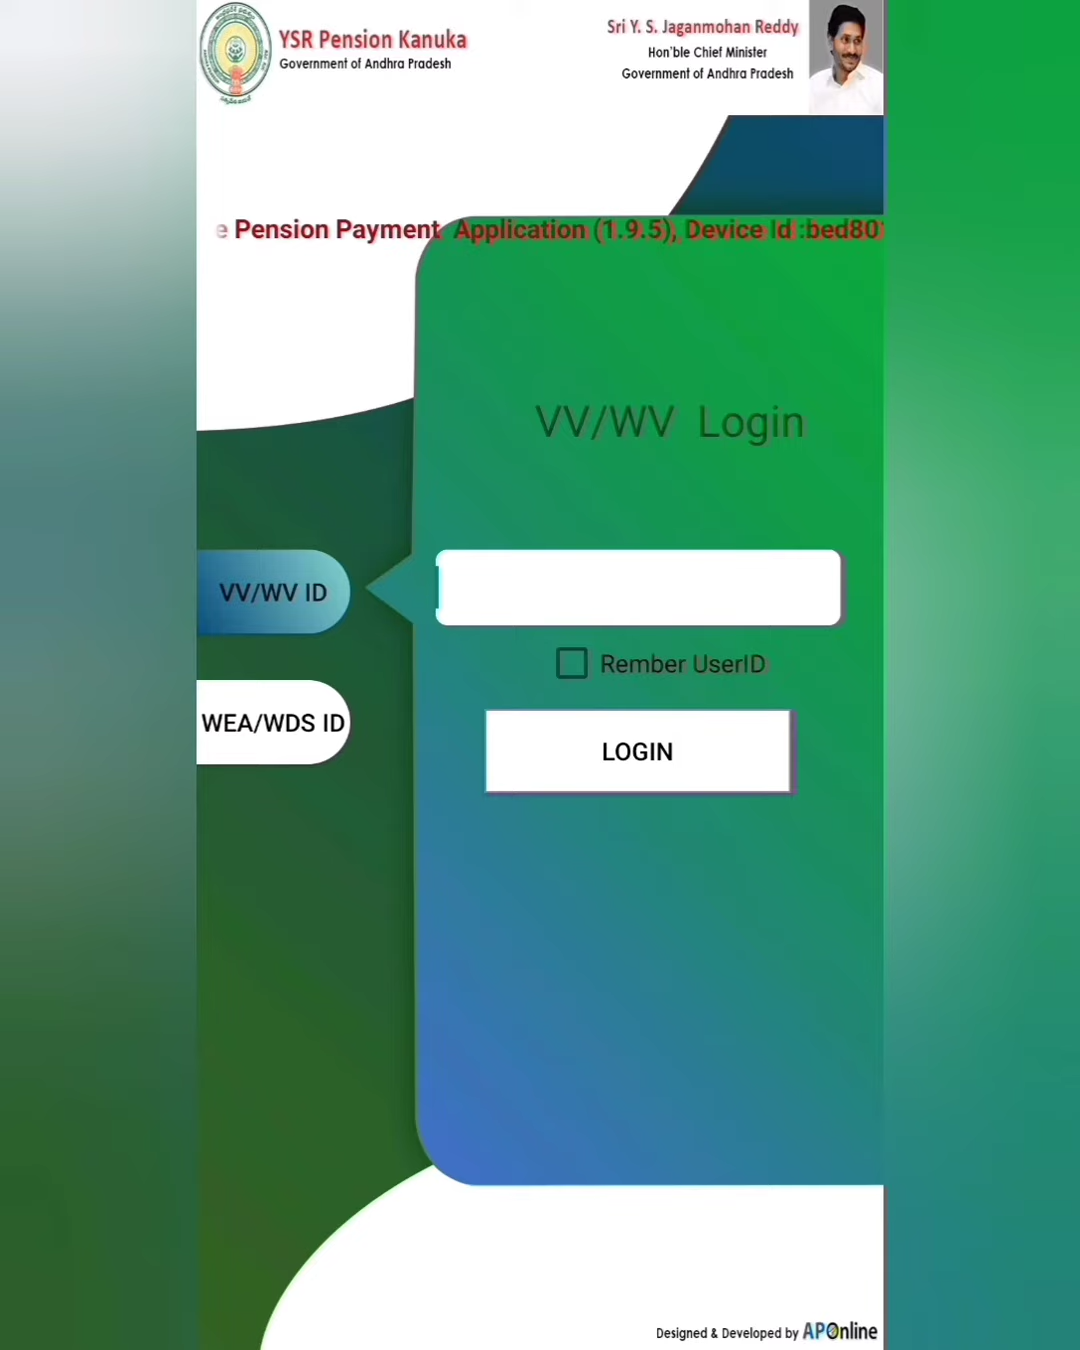 YSR Pension Kanuka
Government of Andhra Pradesh
Sri Y. S. Jaganmohan Reddy
Hon'ble Chief Minister
Government of Andhra Pradesh
e Pension Payment Application (1.9.5), Device Id :bed80
VV/WV Login
VV/WV ID
Rember UserID
WEA/WDS ID
LOGIN
Designed & Developed by APOnline